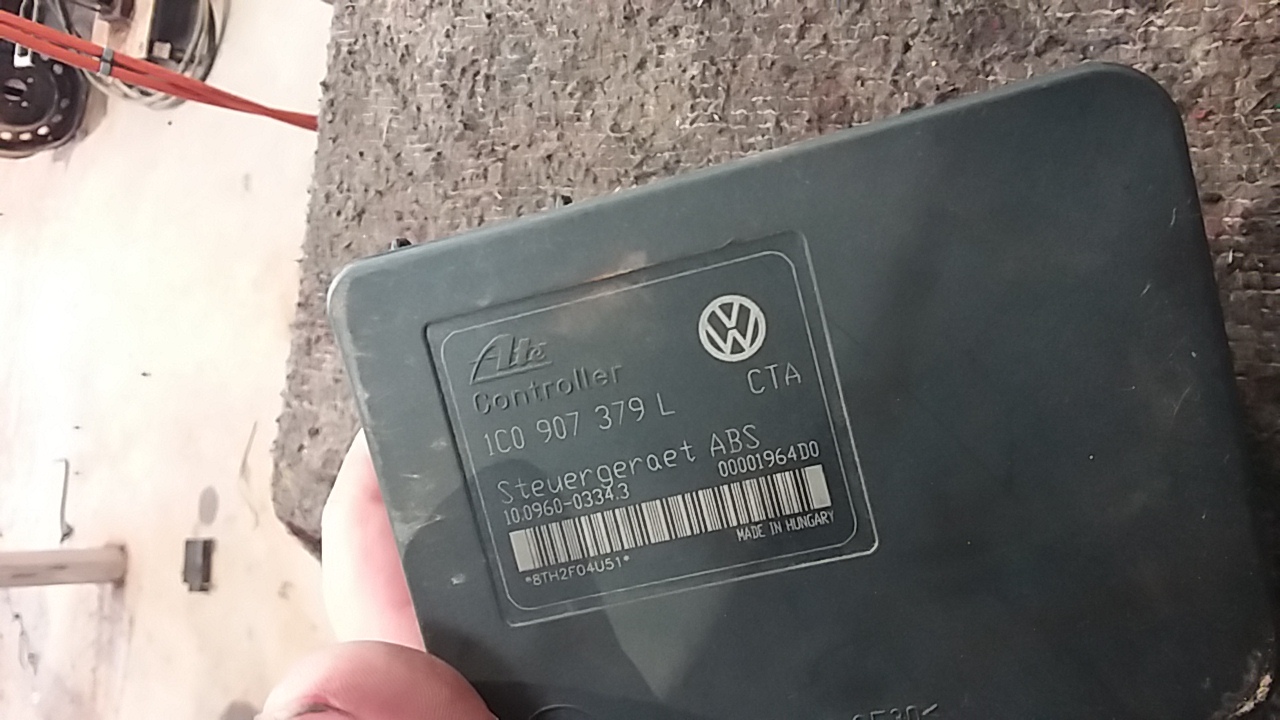 Ate
Controller
CTA
1C0 907 379 L
Steuergeraet ABS
10.0960-0334.3 00001964D0
MADE IN HUNGARY
*8TH2F04U51*